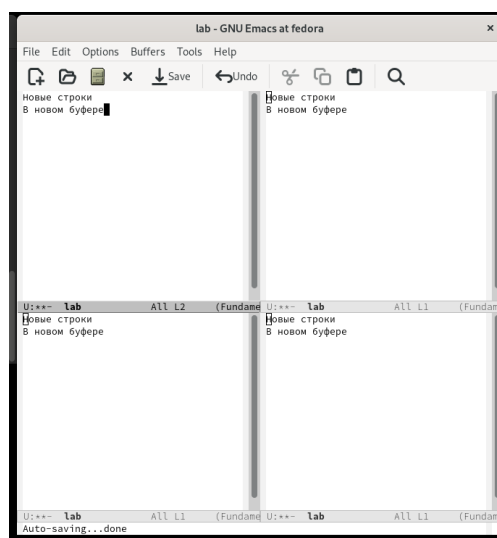 lab - GNU Emacs at fedora
File Edit Options Buffers Tools Help
Save Undo
Новые строки
В новом буфере
Новые строки
В новом буфере
U:**- lab All L2 (Fundame
U:**- lab All L1 (Fundam
Новые строки
В новом буфере
Новые строки
В новом буфере
U:**- lab All L1 (Fundame
U:**- lab All L1 (Fundam
Auto-saving...done